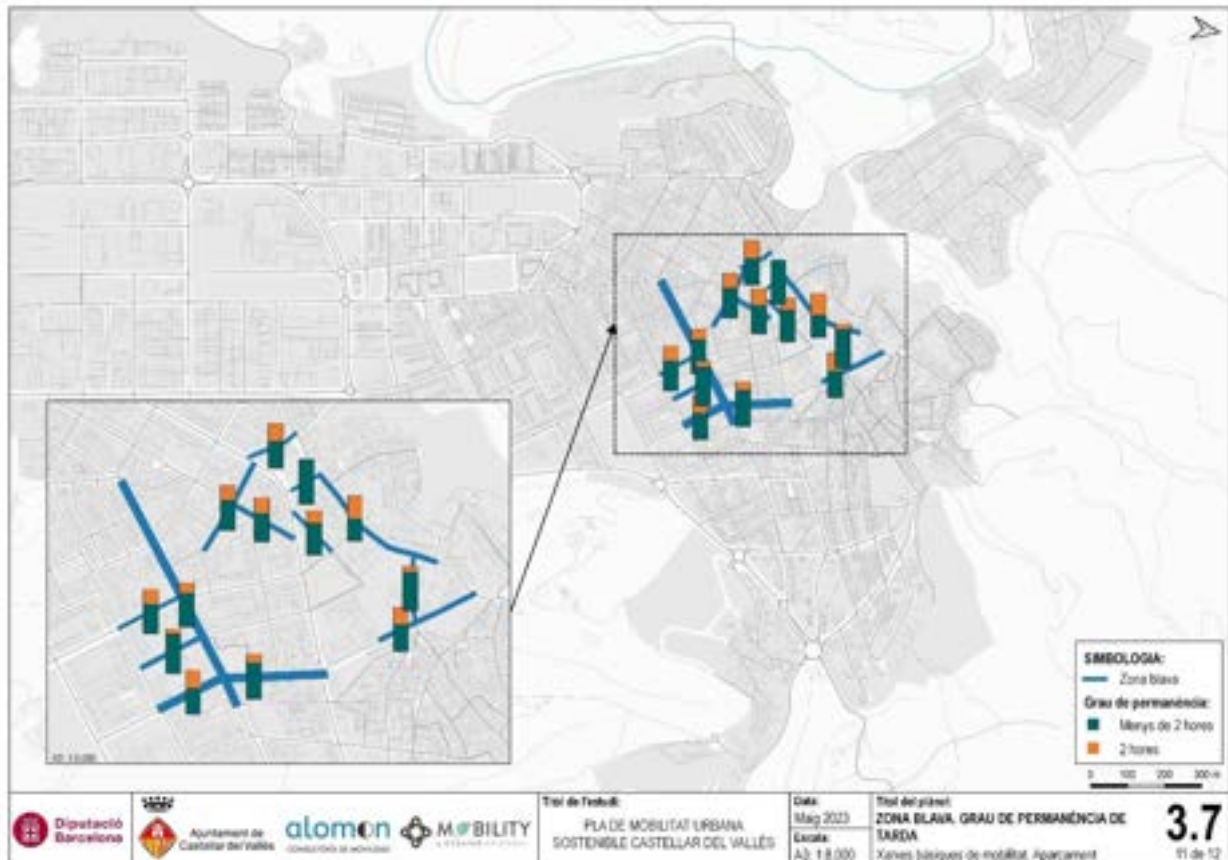 SIMBOLOGIA:
Zona blava
Grau de permanència:
Menys de 2 hores
2 hores
0 100 200 300 m
Diputació
Barcelona
Ajuntament de
Castellar del Vallès
alomon
CONSULTORÍA DE MOVILIDAD
MOBILITY
Títol de l'estudi:
PLA DE MOBILITAT URBANA
SOSTENIBLE CASTELLAR DEL VALLÈS
Data:
Maig 2023
Escala:
A3: 1:8.000
Títol del plànol:
ZONA BLAVA. GRAU DE PERMANÈNCIA DE
TARDA
Xarxes bàsiques de mobilitat. Aparcament
3.7
11 de 12